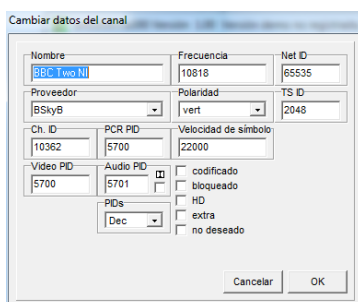 Cambiar datos del canal
Nombre
BBC Two NI
Frecuencia
10818
Net ID
65535
Proveedor
BSkyB
Polaridad
vert
TS ID
2048
Ch. ID
10362
PCR PID
5700
Velocidad de símbolo
22000
Video PID
5700
Audio PID
5701
codificado
bloqueado
HD
extra
no deseado
PIDs
Dec
Cancelar
OK